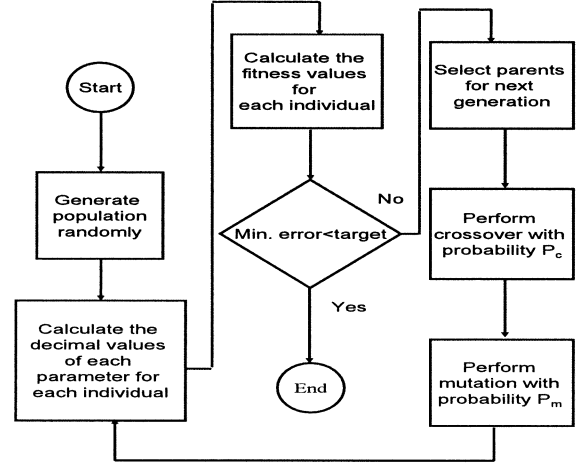 Start
Generate
population
randomly
Calculate the
decimal values
of each
parameter for
each individual
Calculate the
fitness values
for
each individual
Min. error<target
No
Yes
End
Select parents
for next
generation
Perform
crossover with
probability Pc
Perform
mutation with
probability Pm